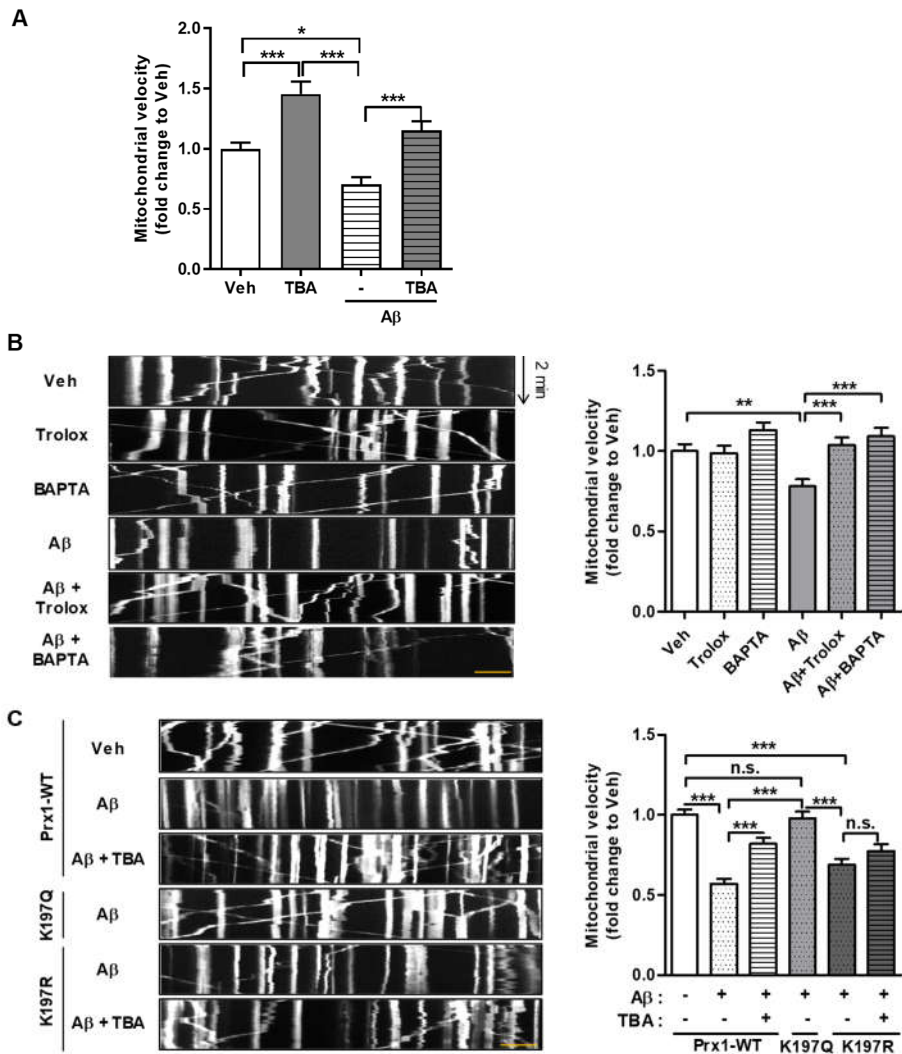 A
Mitochondrial velocity
(fold change to Veh)
2.0
1.5
1.0
0.5
0.0
*
*** ***
***
Veh TBA - TBA
Aβ
B
Veh
Trolox
BAPTA
Aβ
Aβ +
Trolox
Aβ +
BAPTA
2 min
Mitochondrial velocity
(fold change to Veh)
1.5
1.0
0.5
0.0
***
** ***
Veh Trolox BAPTA Aβ Aβ+Trolox Aβ+BAPTA
C
Prx1-WT
Veh
Aβ
Aβ + TBA
K197Q
Aβ
K197R
Aβ
Aβ + TBA
Mitochondrial velocity
(fold change to Veh)
1.5
1.0
0.5
0.0
***
n.s.
*** *** ***
*** n.s.
Aβ : - + + + + +
TBA : + +
Prx1-WT K197Q K197R